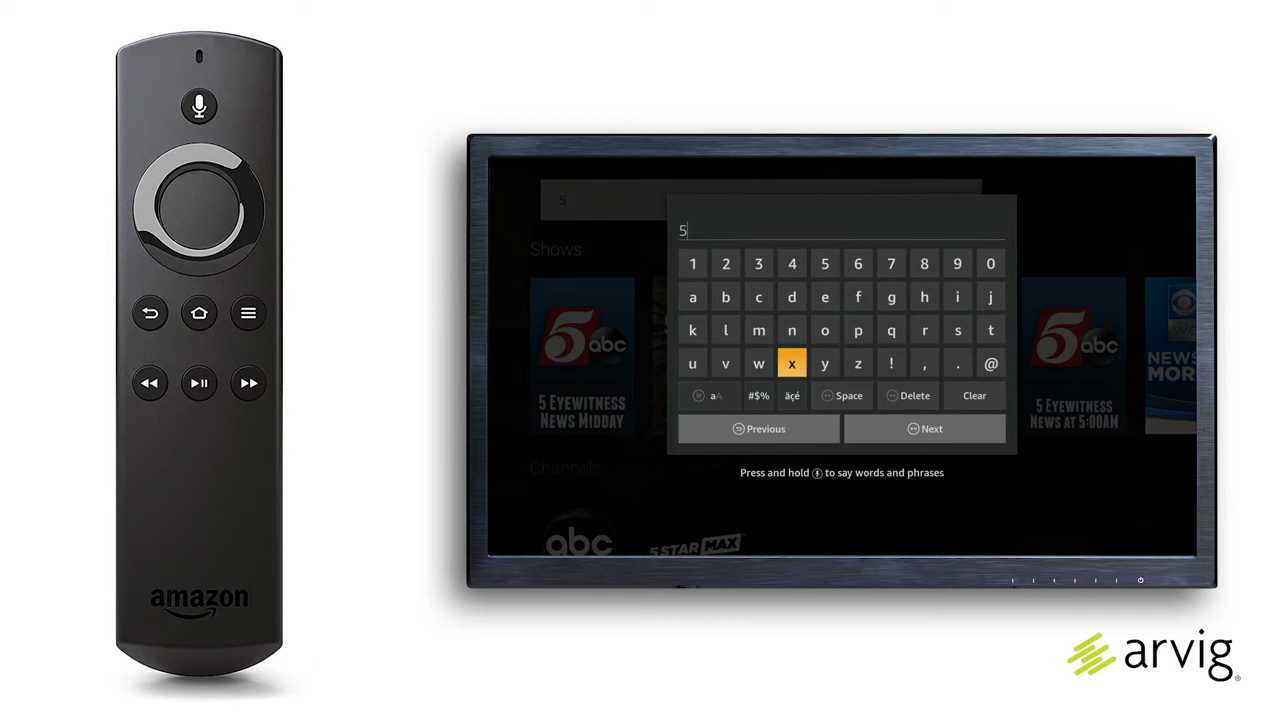 5
5
Shows
1 2 3 4 5 6 7 8 9 0
a b c d e f g h i j
k l m n o p q r s t
u v w x y z ! , . @
aA #$% äçé Space Delete Clear
Previous Next
Press and hold to say words and phrases
5 abc
5 EYEWITNESS
NEWS MIDDAY
5 abc
5 EYEWITNESS
NEWS AT 5:00AM
NEWS
MOR
Channels
abc
5STARMAX
amazon
arvig